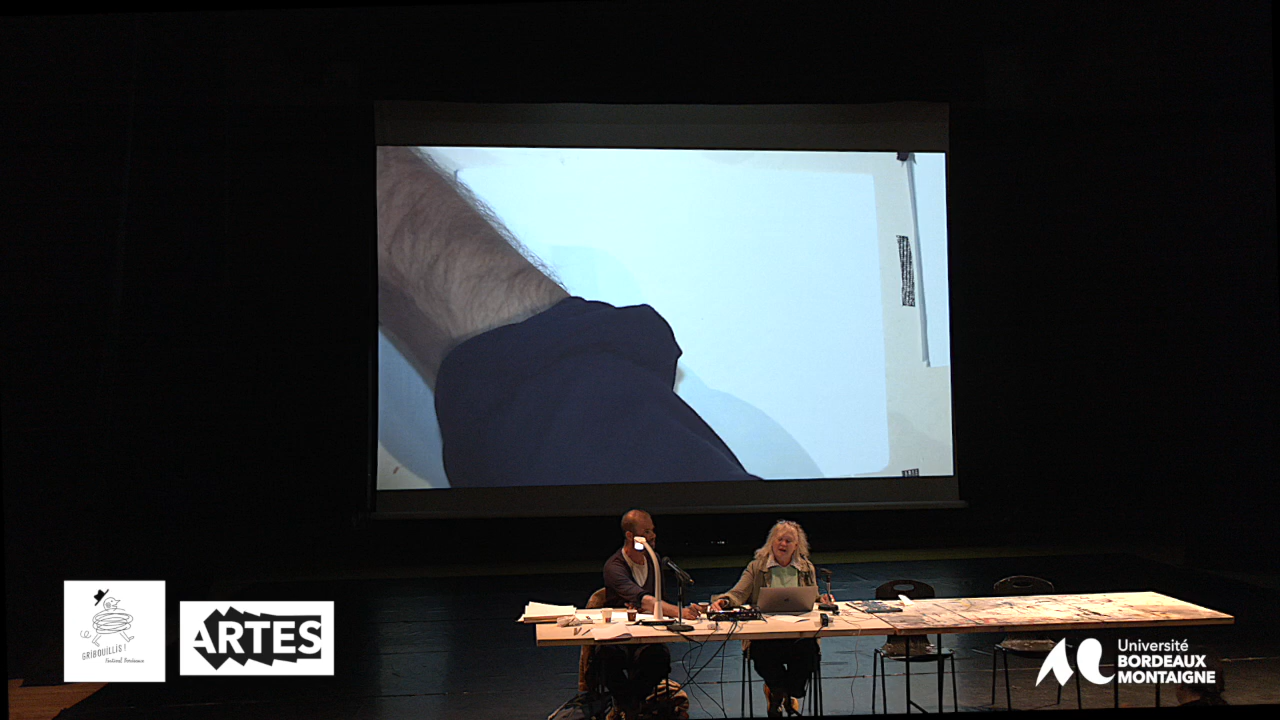 GRIBOUILLIS !
Festival Bordeaux
ARTES
Université
BORDEAUX
MONTAIGNE